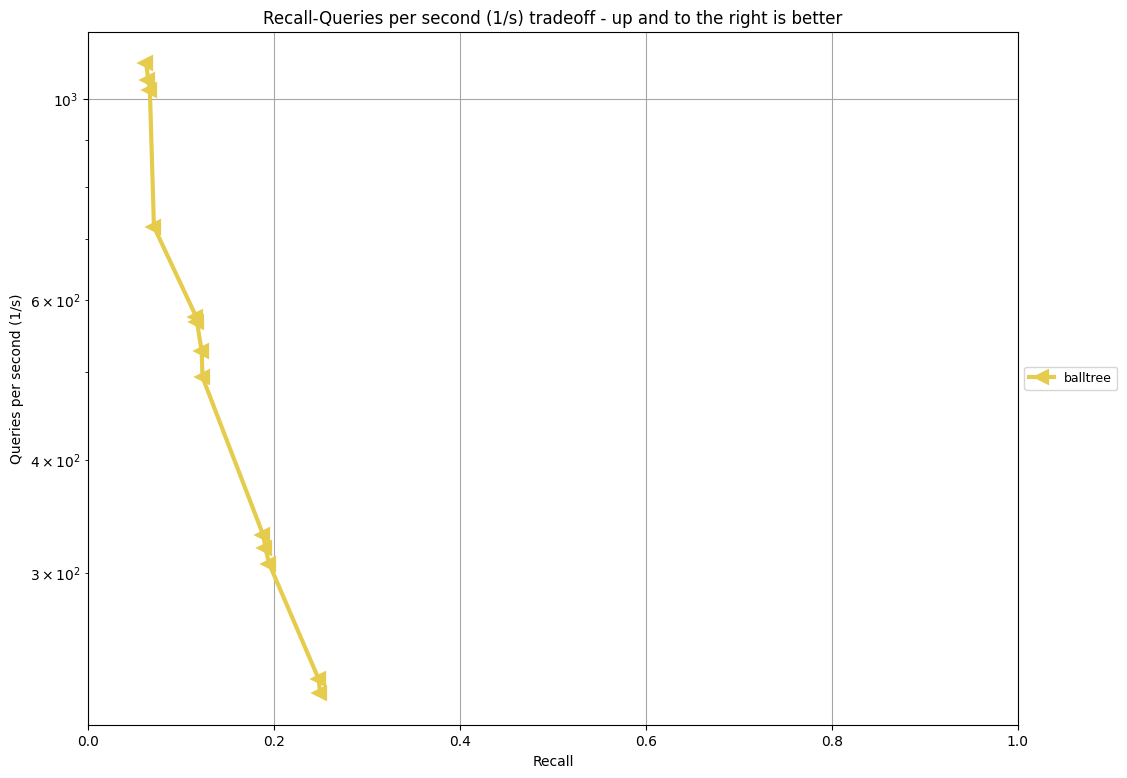 Recall-Queries per second (1/s) tradeoff - up and to the right is better
Queries per second (1/s)
10³
6 × 10²
4 × 10²
3 × 10²
0.0 0.2 0.4 0.6 0.8 1.0
Recall
balltree